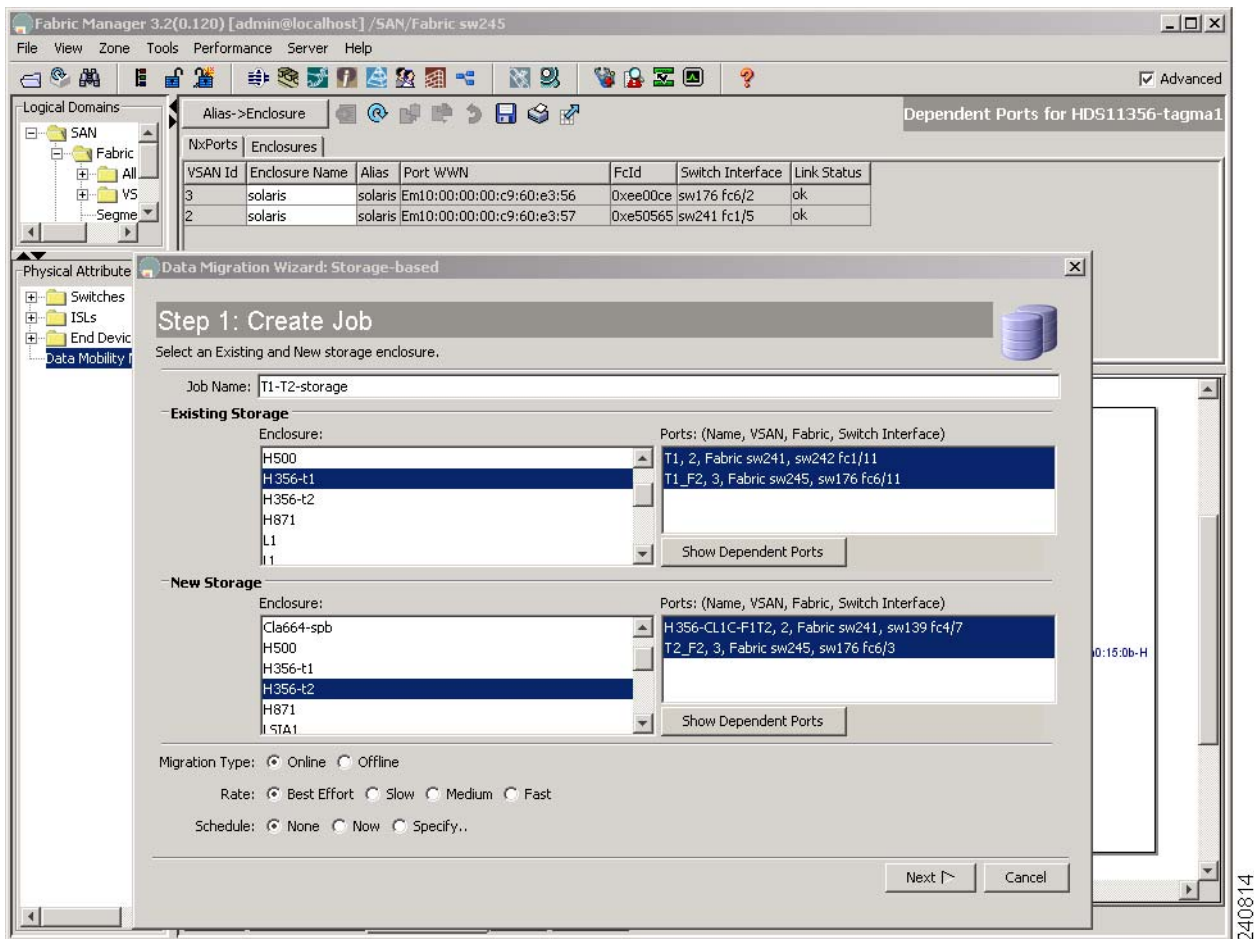 Fabric Manager 3.2(0.120) [admin@localhost] /SAN/Fabric sw245
File View Zone Tools Performance Server Help
Advanced
Logical Domains
SAN
Fabric
All
VS
Segme
Alias->Enclosure
Dependent Ports for HDS11356-tagma1
NxPorts Enclosures
VSAN Id Enclosure Name Alias Port WWN FcId Switch Interface Link Status
3 solaris solaris Em10:00:00:00:c9:60:e3:56 0xee00ce sw176 fc6/2 ok
2 solaris solaris Em10:00:00:00:c9:60:e3:57 0xe50565 sw241 fc1/5 ok
Physical Attribute
Switches
ISLs
End Devic
Data Mobility M
Data Migration Wizard: Storage-based
Step 1: Create Job
Select an Existing and New storage enclosure.
Job Name: T1-T2-storage
Existing Storage
Enclosure: Ports: (Name, VSAN, Fabric, Switch Interface)
H500
H356-t1
H356-t2
H871
L1
L1
T1, 2, Fabric sw241, sw242 fc1/11
T1_F2, 3, Fabric sw245, sw176 fc6/11
Show Dependent Ports
New Storage
Enclosure: Ports: (Name, VSAN, Fabric, Switch Interface)
Cla664-spb
H500
H356-t1
H356-t2
H871
LSTA1
H356-CL1C-F1T2, 2, Fabric sw241, sw139 fc4/7
T2_F2, 3, Fabric sw245, sw176 fc6/3
Show Dependent Ports
0:15:0b-H
Migration Type: Online Offline
Rate: Best Effort Slow Medium Fast
Schedule: None Now Specify..
Next Cancel
240814